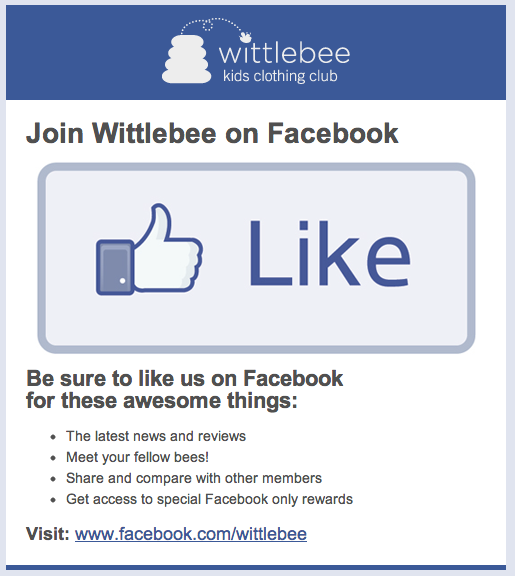 wittlebee
kids clothing club
Join Wittlebee on Facebook
Like
Be sure to like us on Facebook
for these awesome things:
The latest news and reviews
Meet your fellow bees!
Share and compare with other members
Get access to special Facebook only rewards
Visit: www.facebook.com/wittlebee